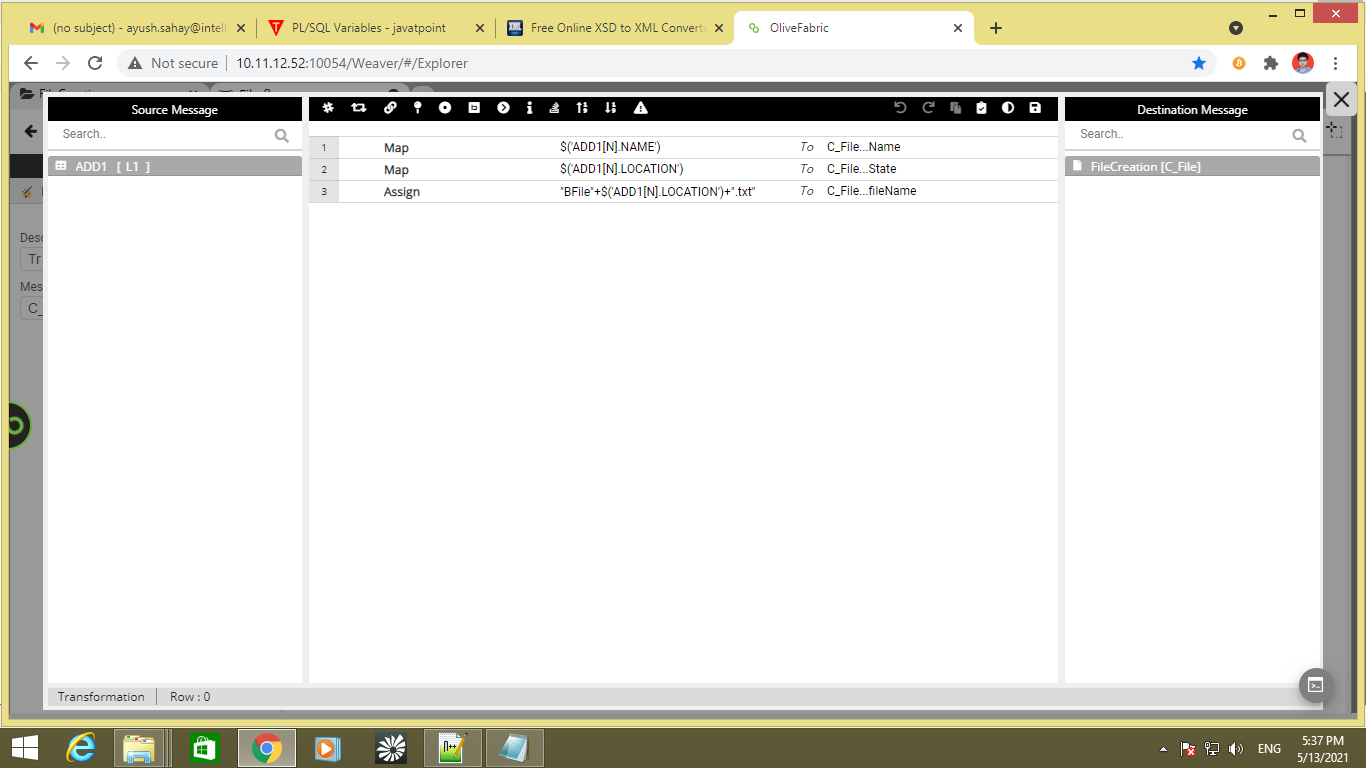 (no subject) - ayush.sahay@intell
PL/SQL Variables - javatpoint
Free Online XSD to XML Converte
OliveFabric
Not secure
10.11.12.52:10054/Weaver/#/Explorer
Source Message
Destination Message
Search..
Search..
ADD1 [ L1 ]
FileCreation [C_File]
1 Map $('ADD1[N].NAME') To C_File...Name
2 Map $('ADD1[N].LOCATION') To C_File...State
3 Assign "BFile"+$('ADD1[N].LOCATION')+".txt" To C_File...fileName
Desc
Tr
Mes
C_
Transformation Row : 0
ENG
5:37 PM
5/13/2021